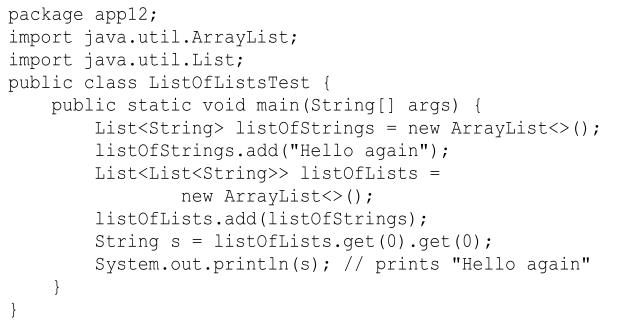 package app12;
import java.util.ArrayList;
import java.util.List;
public class ListOfListsTest {
    public static void main(String[] args) {
        List<String> listOfStrings = new ArrayList<>();
        listOfStrings.add("Hello again");
        List<List<String>> listOfLists =
                new ArrayList<>();
        listOfLists.add(listOfStrings);
        String s = listOfLists.get(0).get(0);
        System.out.println(s); // prints "Hello again"
    }
}